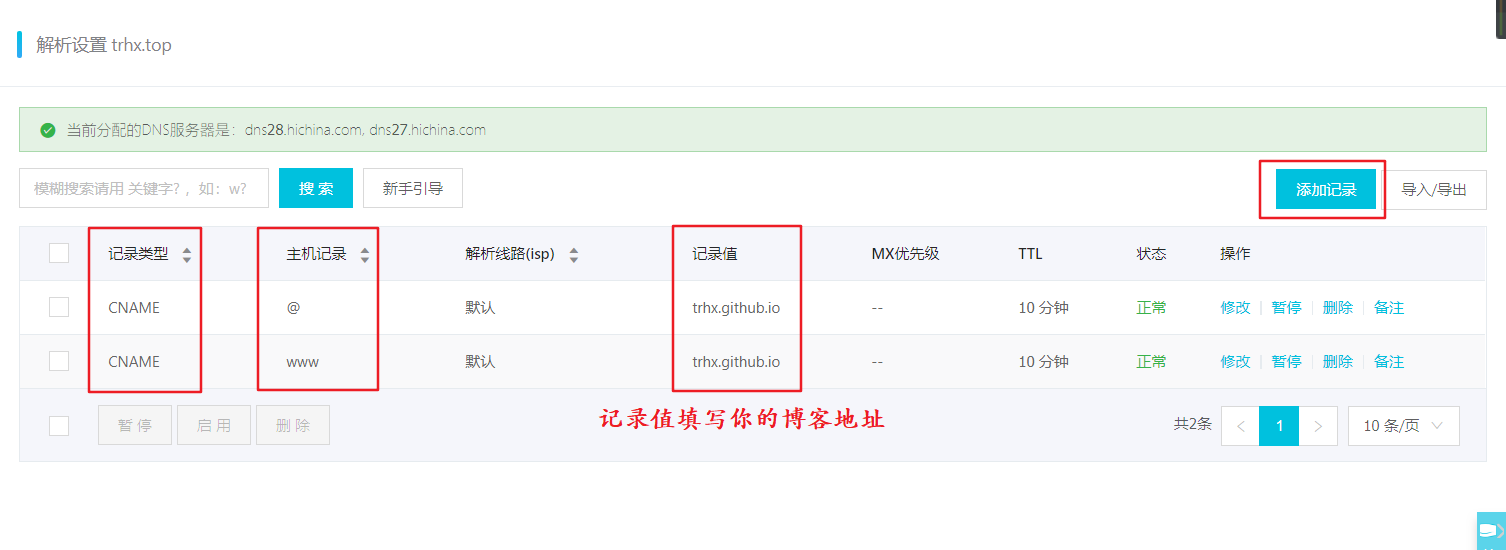 解析设置 trhx.top
当前分配的DNS服务器是：dns28.hichina.com, dns27.hichina.com
模糊搜索请用 关键字? ，如：w? 搜 索 新手引导 添加记录 导入/导出
记录类型 主机记录 解析线路(isp) 记录值 MX优先级 TTL 状态 操作
CNAME @ 默认 trhx.github.io -- 10 分钟 正常 修改 暂停 删除 备注
CNAME www 默认 trhx.github.io -- 10 分钟 正常 修改 暂停 删除 备注
暂 停 启 用 删 除 共2条 1 10 条/页
记录值填写你的博客地址